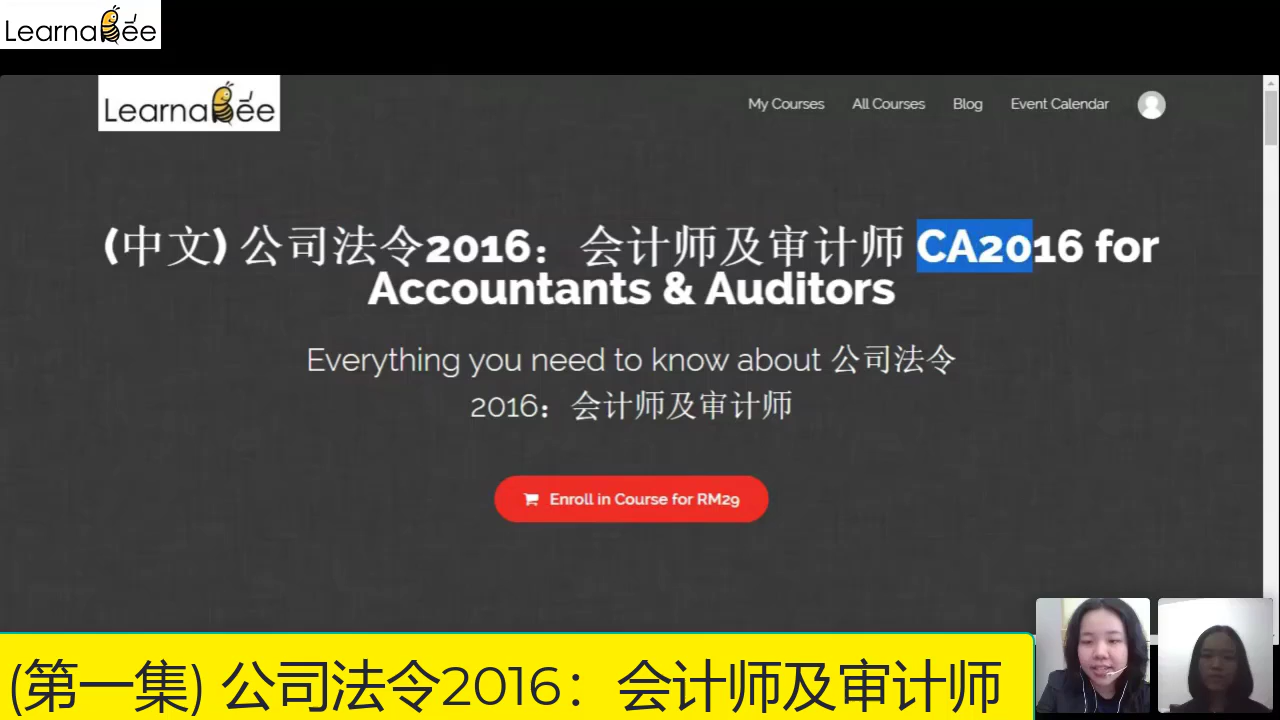 LearnaBee
LearnaBee
My Courses All Courses Blog Event Calendar
(中文) 公司法令2016：会计师及审计师 CA2016 for
Accountants & Auditors
Everything you need to know about 公司法令
2016：会计师及审计师
Enroll in Course for RM29
(第一集) 公司法令2016：会计师及审计师